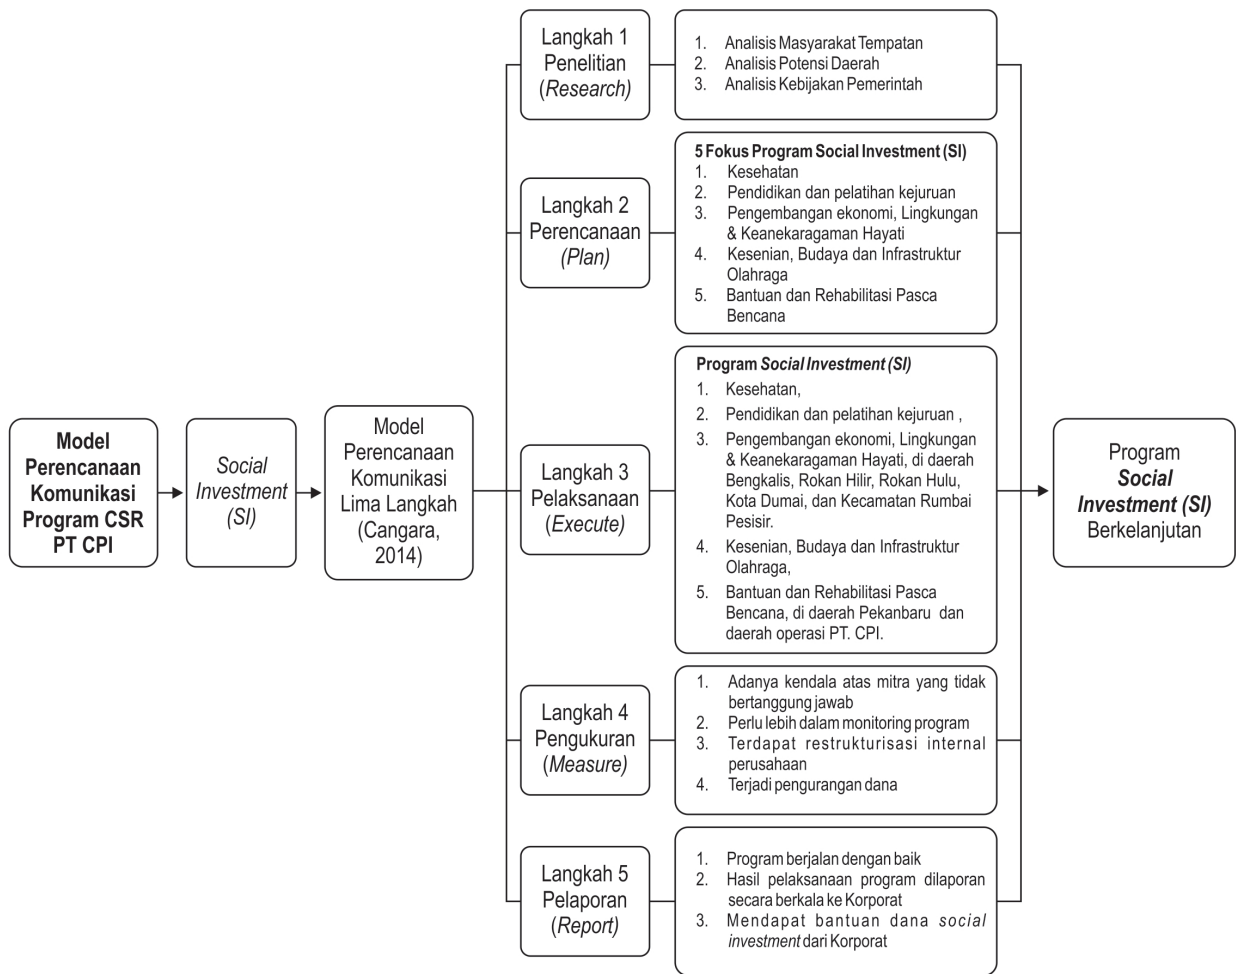 Model
Perencanaan
Komunikasi
Program CSR
PT CPI
Social
Investment
(SI)
Model
Perencanaan
Komunikasi
Lima Langkah
(Cangara,
2014)
Langkah 1
Penelitian
(Research)
1. Analisis Masyarakat Tempatan
2. Analisis Potensi Daerah
3. Analisis Kebijakan Pemerintah
Langkah 2
Perencanaan
(Plan)
5 Fokus Program Social Investment (SI)
1. Kesehatan
2. Pendidikan dan pelatihan kejuruan
3. Pengembangan ekonomi, Lingkungan
& Keanekaragaman Hayati
4. Kesenian, Budaya dan Infrastruktur
Olahraga
5. Bantuan dan Rehabilitasi Pasca
Bencana
Langkah 3
Pelaksanaan
(Execute)
Program Social Investment (SI)
1. Kesehatan,
2. Pendidikan dan pelatihan kejuruan ,
3. Pengembangan ekonomi, Lingkungan
& Keanekaragaman Hayati, di daerah
Bengkalis, Rokan Hilir, Rokan Hulu,
Kota Dumai, dan Kecamatan Rumbai
Pesisir.
4. Kesenian, Budaya dan Infrastruktur
Olahraga,
5. Bantuan dan Rehabilitasi Pasca
Bencana, di daerah Pekanbaru dan
daerah operasi PT. CPI.
Langkah 4
Pengukuran
(Measure)
1. Adanya kendala atas mitra yang tidak
bertanggung jawab
2. Perlu lebih dalam monitoring program
3. Terdapat restrukturisasi internal
perusahaan
4. Terjadi pengurangan dana
Langkah 5
Pelaporan
(Report)
1. Program berjalan dengan baik
2. Hasil pelaksanaan program dilaporan
secara berkala ke Korporat
3. Mendapat bantuan dana social
investment dari Korporat
Program
Social
Investment (SI)
Berkelanjutan